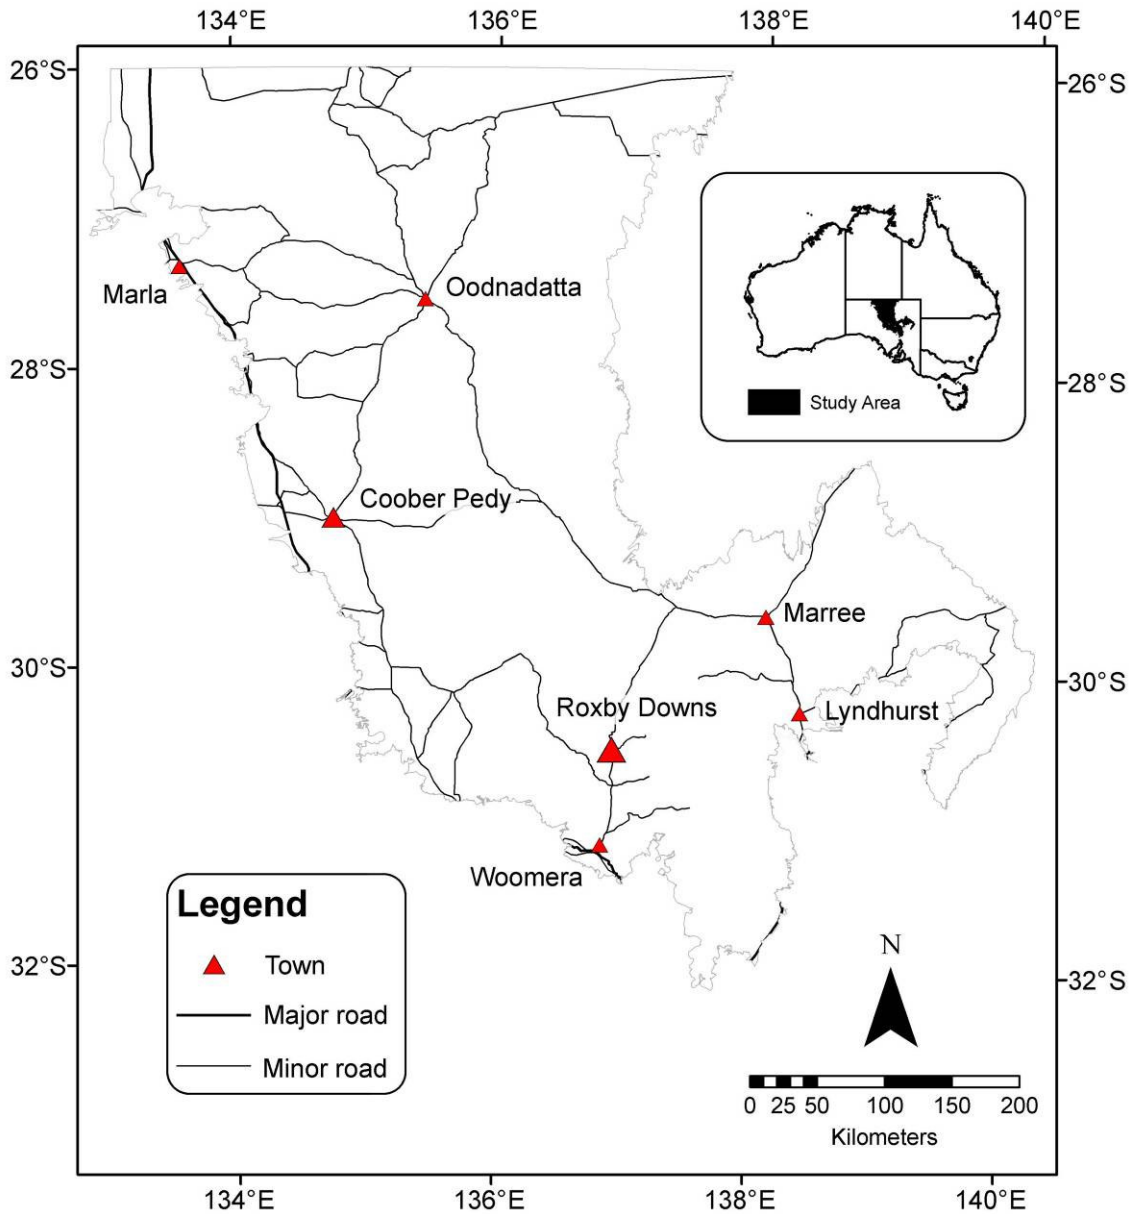 134°E 136°E 138°E 140°E
26°S 26°S
Marla
Oodnadatta
28°S 28°S
Study Area
Coober Pedy
Marree
30°S 30°S
Roxby Downs
Lyndhurst
Woomera
Legend
Town
Major road
Minor road
N
32°S 32°S
0 25 50 100 150 200
Kilometers
134°E 136°E 138°E 140°E